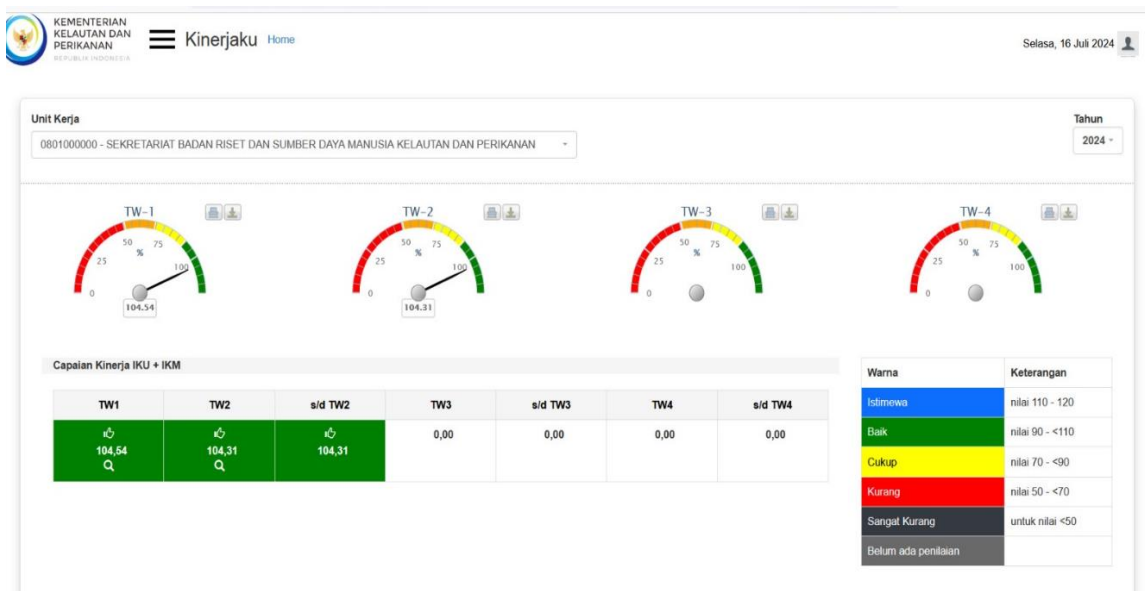 KEMENTERIAN
KELAUTAN DAN
PERIKANAN
REPUBLIK INDONESIA
Kinerjaku Home
Selasa, 16 Juli 2024
Unit Kerja
Tahun
0801000000 - SEKRETARIAT BADAN RISET DAN SUMBER DAYA MANUSIA KELAUTAN DAN PERIKANAN
2024
TW-1
0 25 50 75 100
%
104.54
TW-2
0 25 50 75 100
%
104.31
TW-3
0 25 50 75 100
%
TW-4
0 25 50 75 100
%
Capaian Kinerja IKU + IKM
TW1 TW2 s/d TW2 TW3 s/d TW3 TW4 s/d TW4
104,54 104,31 104,31 0,00 0,00 0,00 0,00
Warna Keterangan
Istimewa nilai 110 - 120
Baik nilai 90 - <110
Cukup nilai 70 - <90
Kurang nilai 50 - <70
Sangat Kurang untuk nilai <50
Belum ada penilaian